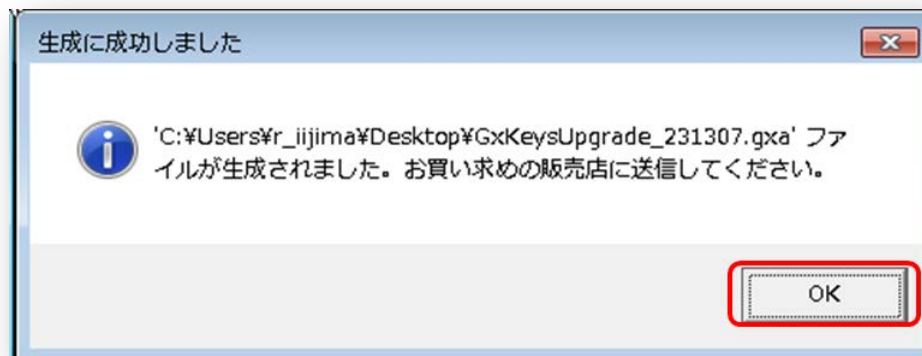 生成に成功しました
'C:¥Users¥r_iijima¥Desktop¥GxKeysUpgrade_231307.gxa' ファ
イルが生成されました。お買い求めの販売店に送信してください。
OK